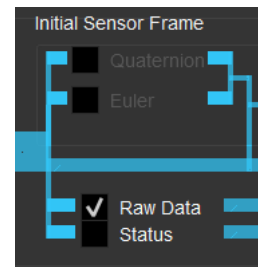 Initial Sensor Frame
Quaternion
Euler
Raw Data
Status